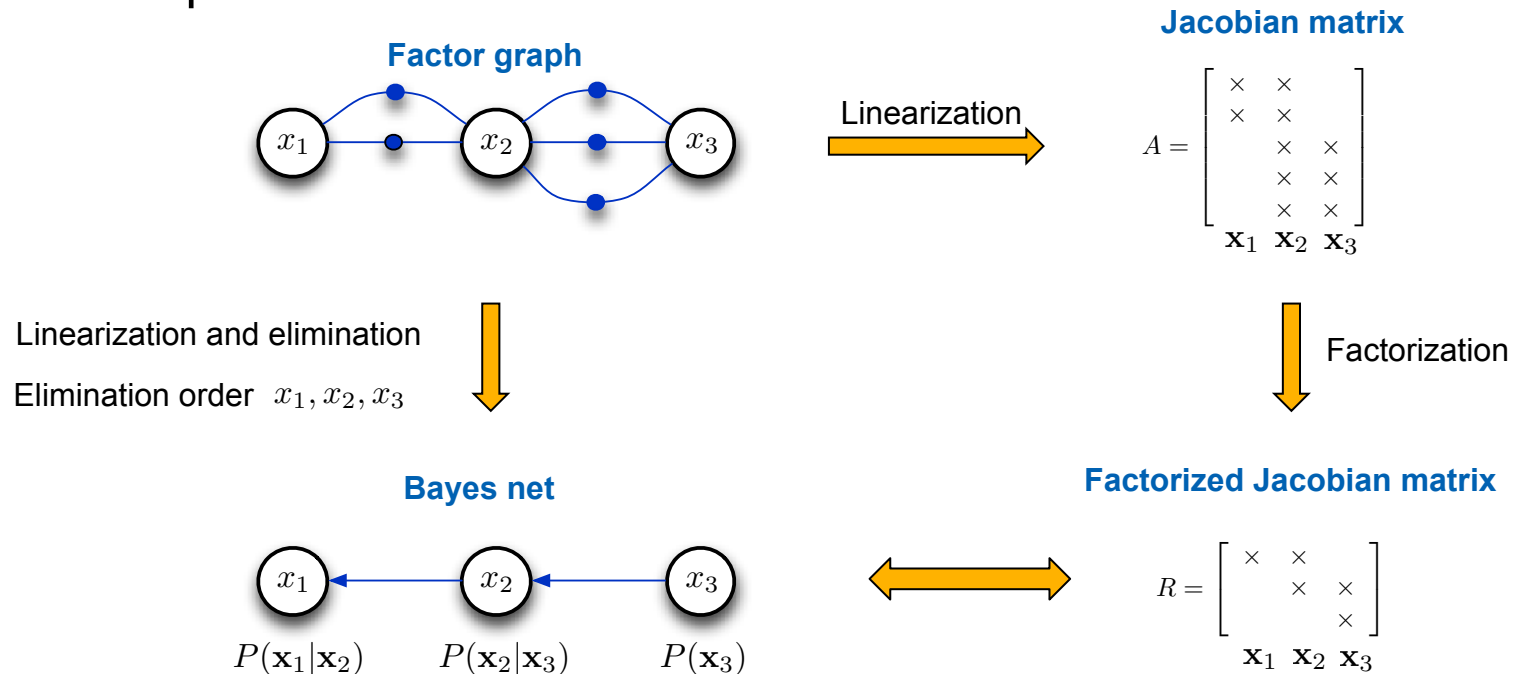 Jacobian matrix
Factor graph
x₁ x₂ x₃
Linearization
A = [
× ×
× ×
× ×
× ×
× ×
]
𝐱₁ 𝐱₂ 𝐱₃
Linearization and elimination
Elimination order x₁, x₂, x₃
Factorization
Bayes net
Factorized Jacobian matrix
x₁ x₂ x₃
P(𝐱₁|𝐱₂) P(𝐱₂|𝐱₃) P(𝐱₃)
R = [
× ×
× ×
×
]
𝐱₁ 𝐱₂ 𝐱₃